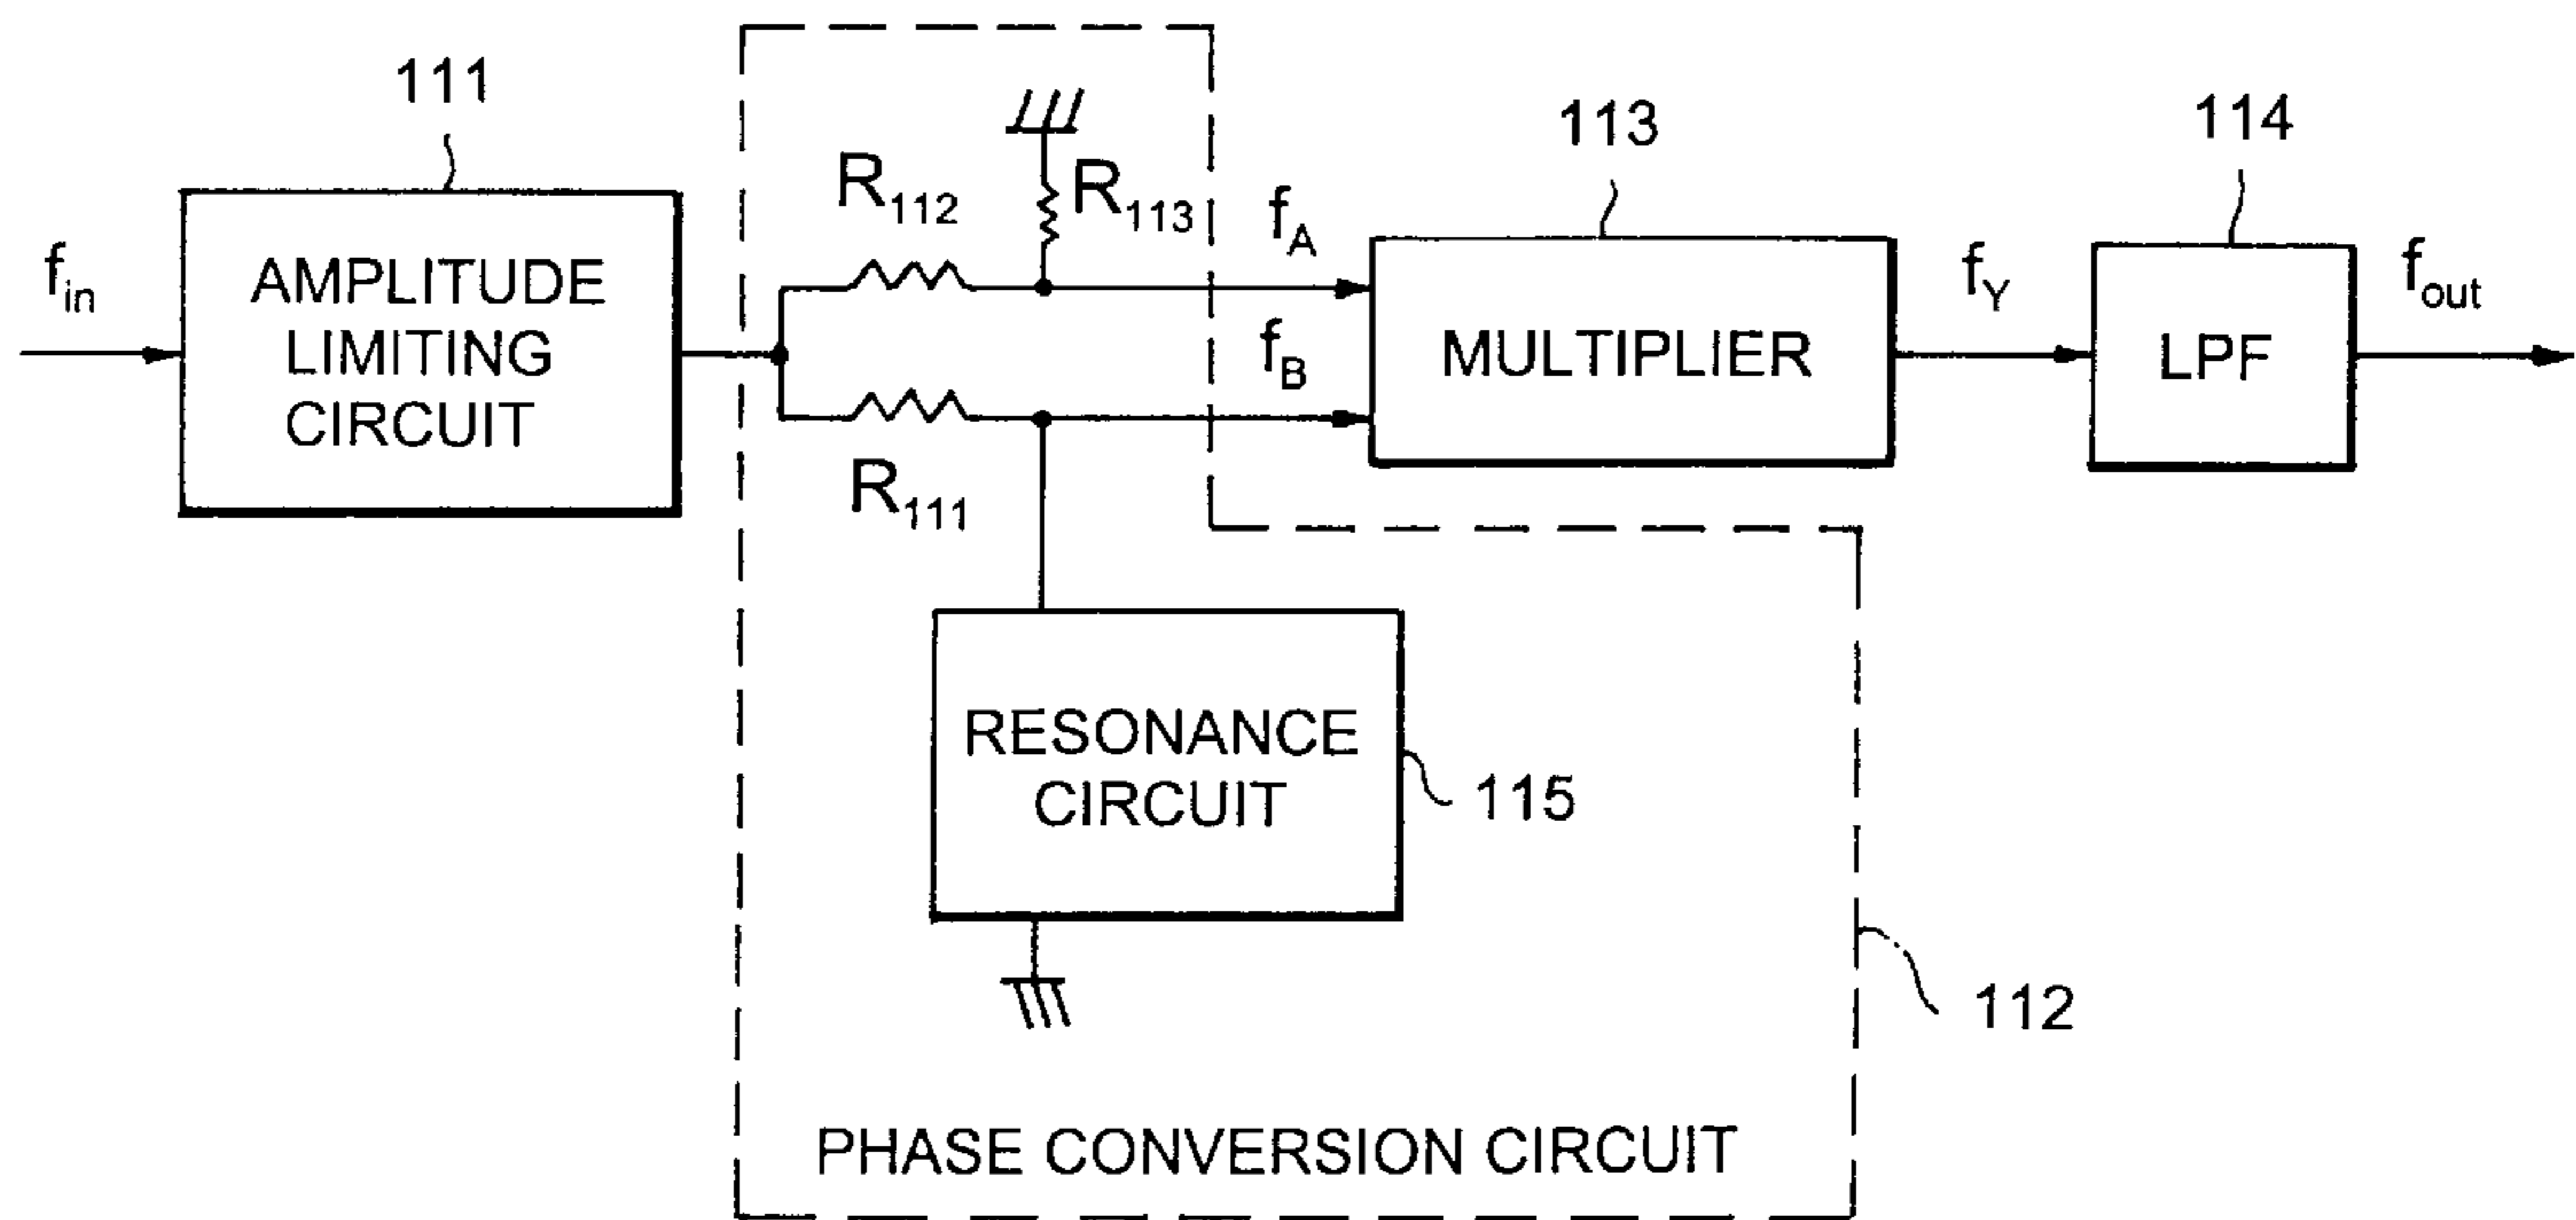 111
113
114
R112
R113
fA
fin
AMPLITUDE
LIMITING
CIRCUIT
fB
MULTIPLIER
fY
LPF
fout
R111
RESONANCE
CIRCUIT
115
112
PHASE CONVERSION CIRCUIT